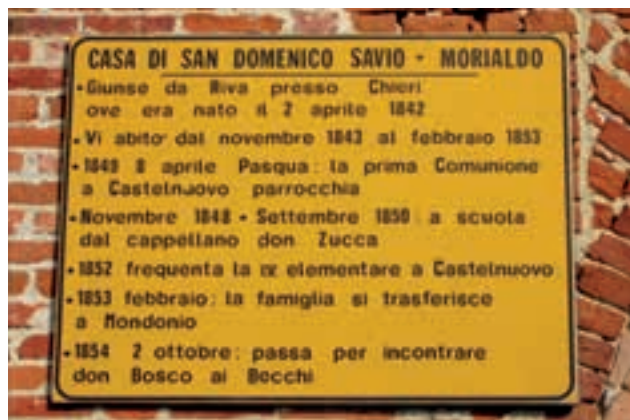 CASA DI SAN DOMENICO SAVIO - MORIALDO
•Giunse da Riva presso Chieri
ove era nato il 2 aprile 1842
•Vi abito' dal novembre 1843 al febbraio 1853
•1849 8 aprile Pasqua: la prima Comunione
a Castelnuovo parrocchia
•Novembre 1848 - Settembre 1850 a scuola
dal cappellano don Zucca
•1852 frequenta la IV elementare a Castelnuovo
•1853 febbraio: la famiglia si trasferisce
a Mondonio
•1854 2 ottobre: passa per incontrare
don Bosco ai Becchi